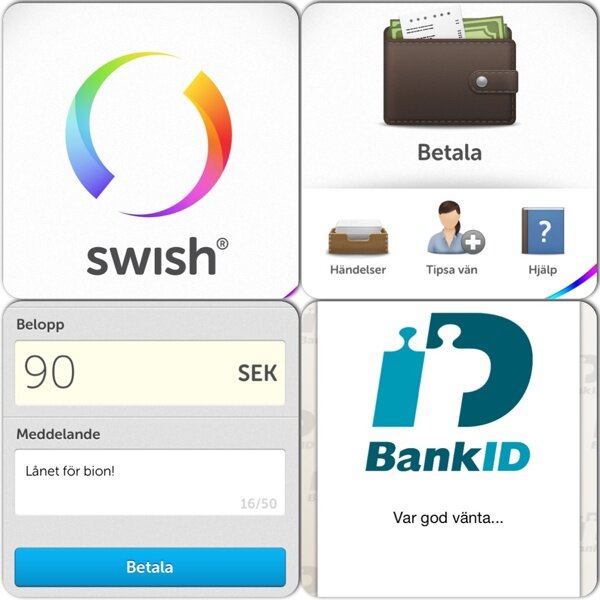 swish®
Betala
Händelser
Tipsa vän
Hjälp
?
Belopp
90 SEK
Meddelande
Lånet för bion!
16/50
Betala
BankID
Var god vänta...